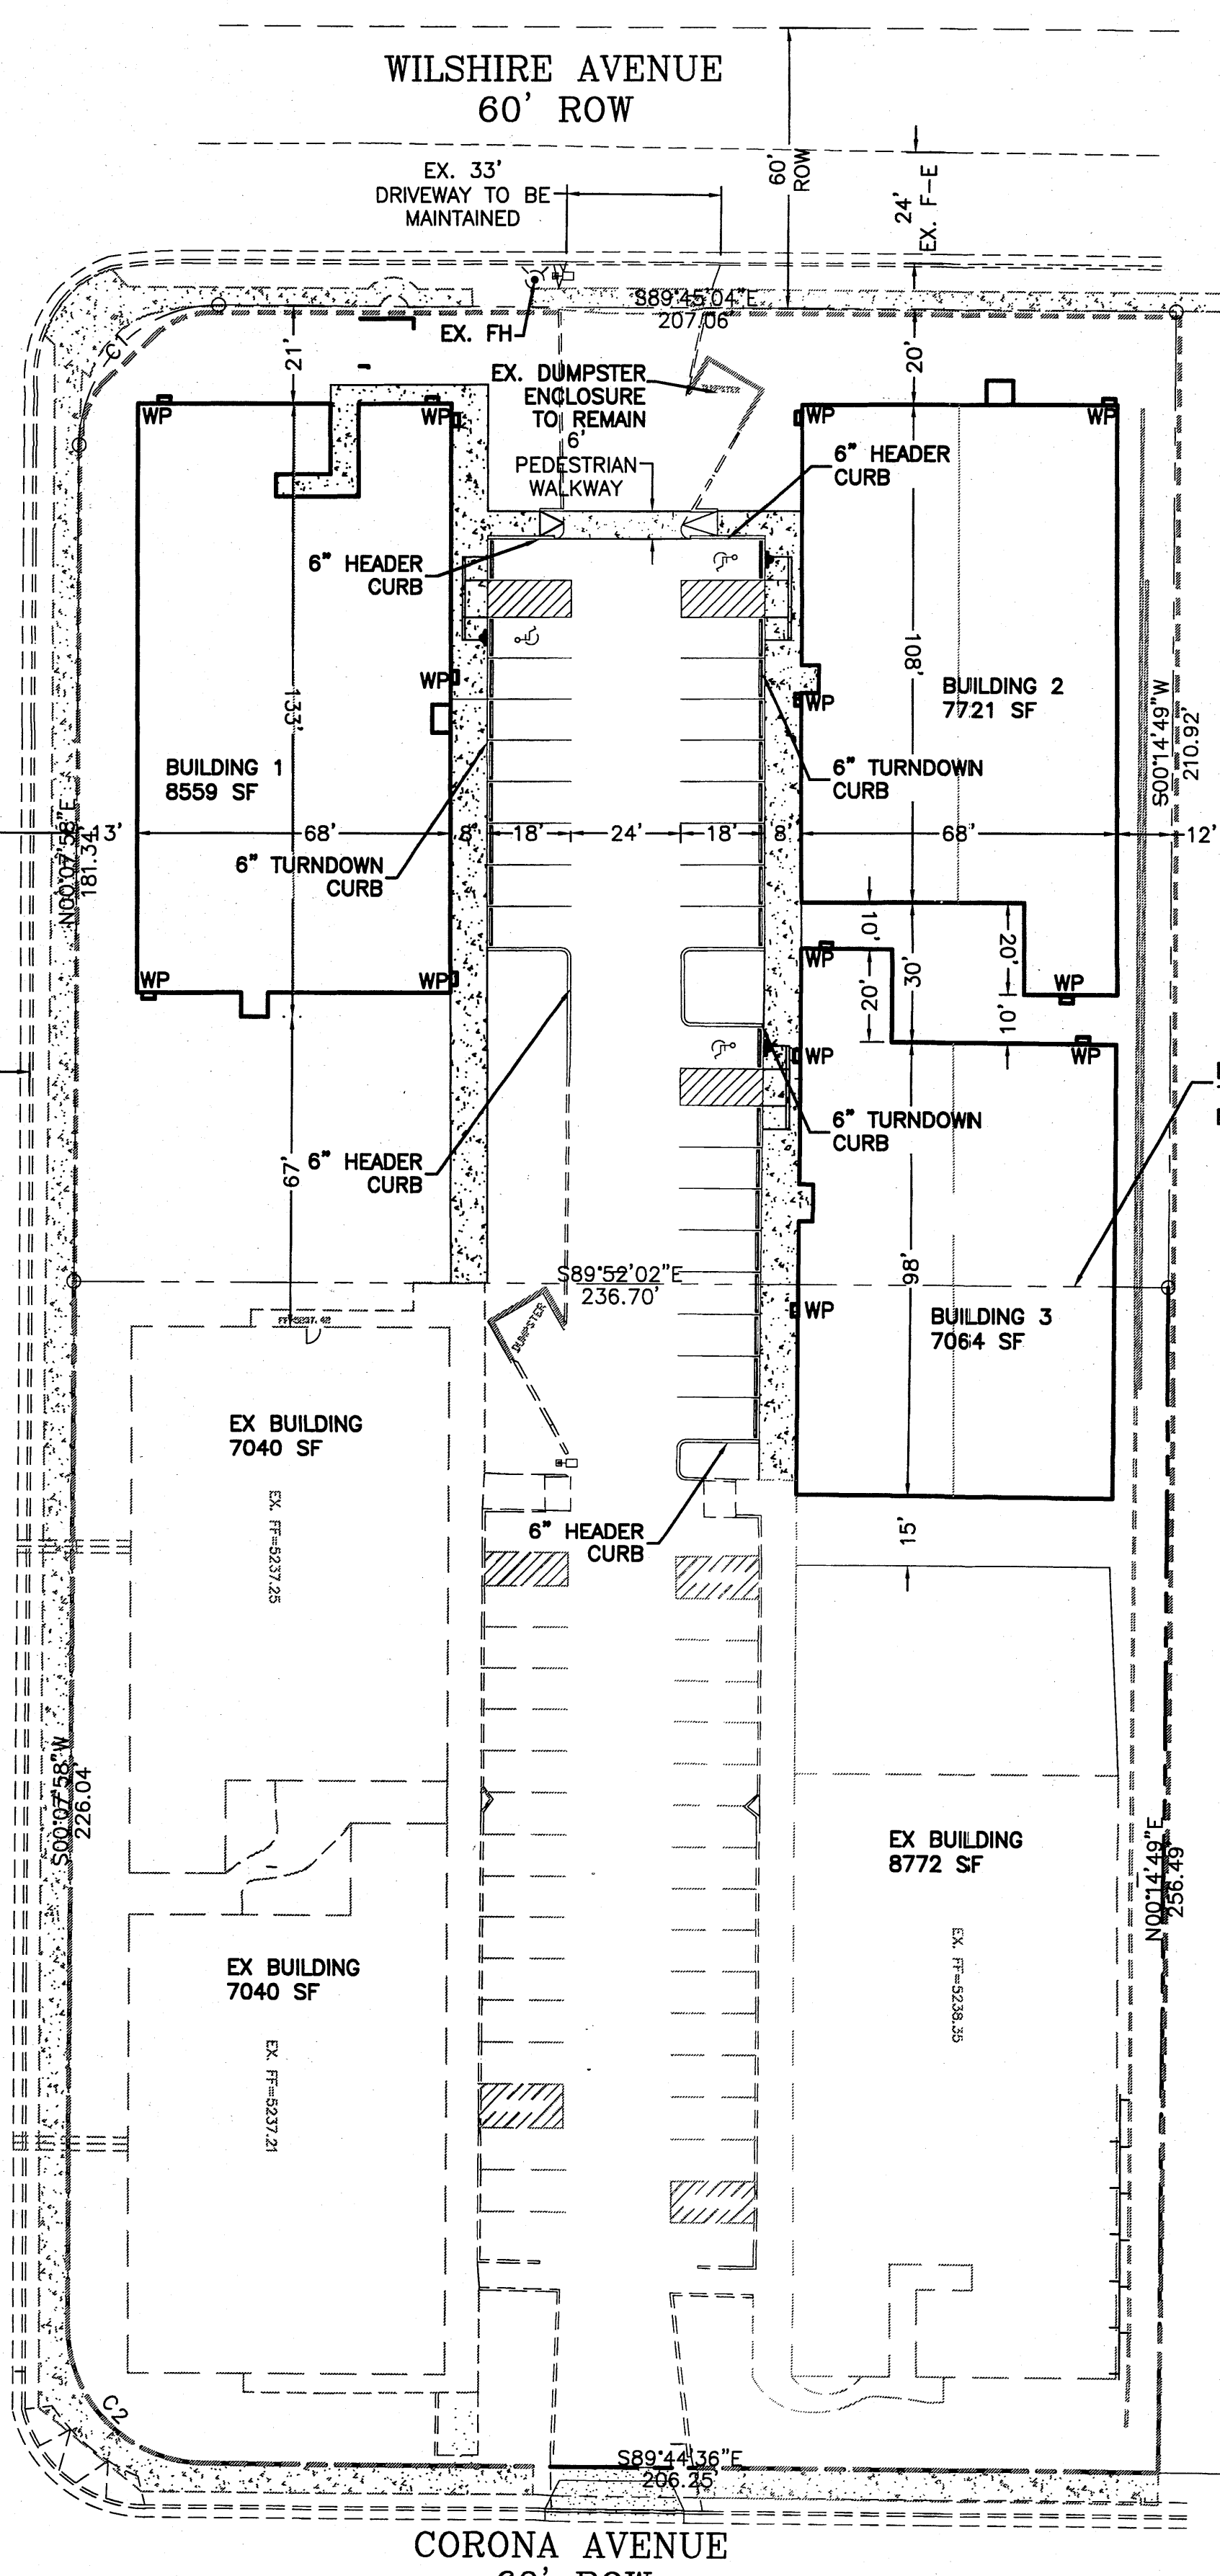 WILSHIRE AVENUE
60' ROW
EX. 33'
DRIVEWAY TO BE
MAINTAINED
60'
ROW
24'
EX. F-E
S89°45'04"E
207.06'
C1
21'
EX. FH
EX. DUMPSTER
ENCLOSURE
TO REMAIN
DUMPSTER
20'
WP
WP
WP
WP
6'
PEDESTRIAN
WALKWAY
6" HEADER
CURB
6" HEADER
CURB
133'
108'
WP
WP
BUILDING 1
8559 SF
BUILDING 2
7721 SF
S00°14'49"W
210.92'
6" TURNDOWN
CURB
N00°07'58"E
181.34'
13'
68'
8'
18'
24'
18'
8'
68'
12'
6" TURNDOWN
CURB
10'
30'
20'
WP
WP
WP
WP
20'
10'
WP
WP
6" TURNDOWN
CURB
67'
6" HEADER
CURB
98'
S89°52'02"E
236.70'
WP
BUILDING 3
7064 SF
FF=5237.42
DUMPSTER
EX BUILDING
7040 SF
EX. FF=5237.25
6" HEADER
CURB
15'
S00°07'58"W
226.04'
EX BUILDING
8772 SF
EX. FF=5238.35
N00°14'49"E
256.49'
EX BUILDING
7040 SF
EX. FF=5237.21
C2
S89°44'36"E
206.25'
CORONA AVENUE
60' ROW